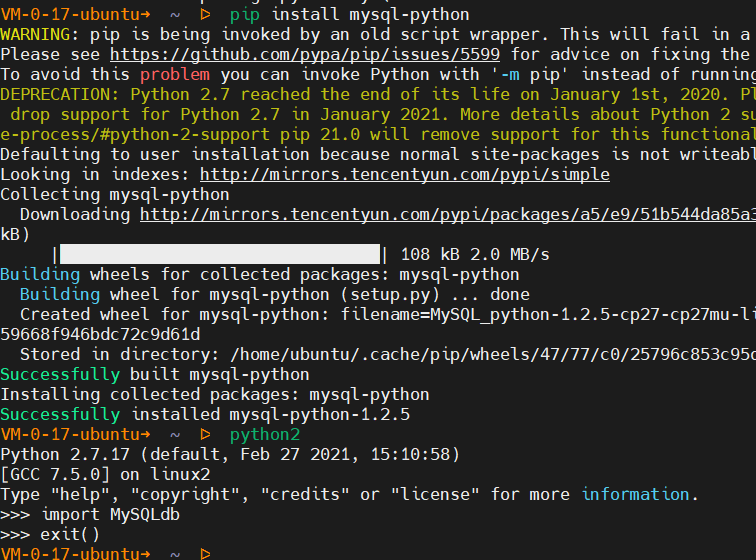 VM-0-17-ubuntu→ ~ ᐅ pip install mysql-python
WARNING: pip is being invoked by an old script wrapper. This will fail in a
Please see https://github.com/pypa/pip/issues/5599 for advice on fixing the
To avoid this problem you can invoke Python with '-m pip' instead of running
DEPRECATION: Python 2.7 reached the end of its life on January 1st, 2020. Pl
drop support for Python 2.7 in January 2021. More details about Python 2 su
e-process/#python-2-support pip 21.0 will remove support for this functional
Defaulting to user installation because normal site-packages is not writeabl
Looking in indexes: http://mirrors.tencentyun.com/pypi/simple
Collecting mysql-python
Downloading http://mirrors.tencentyun.com/pypi/packages/a5/e9/51b544da85a3
kB)
|████████████████████████████████| 108 kB 2.0 MB/s
Building wheels for collected packages: mysql-python
Building wheel for mysql-python (setup.py) ... done
Created wheel for mysql-python: filename=MySQL_python-1.2.5-cp27-cp27mu-li
59668f946bdc72c9d61d
Stored in directory: /home/ubuntu/.cache/pip/wheels/47/77/c0/25796c853c95d
Successfully built mysql-python
Installing collected packages: mysql-python
Successfully installed mysql-python-1.2.5
VM-0-17-ubuntu→ ~ ᐅ python2
Python 2.7.17 (default, Feb 27 2021, 15:10:58)
[GCC 7.5.0] on linux2
Type "help", "copyright", "credits" or "license" for more information.
>>> import MySQLdb
>>> exit()
VM-0-17-ubuntu→ ~ ᐅ